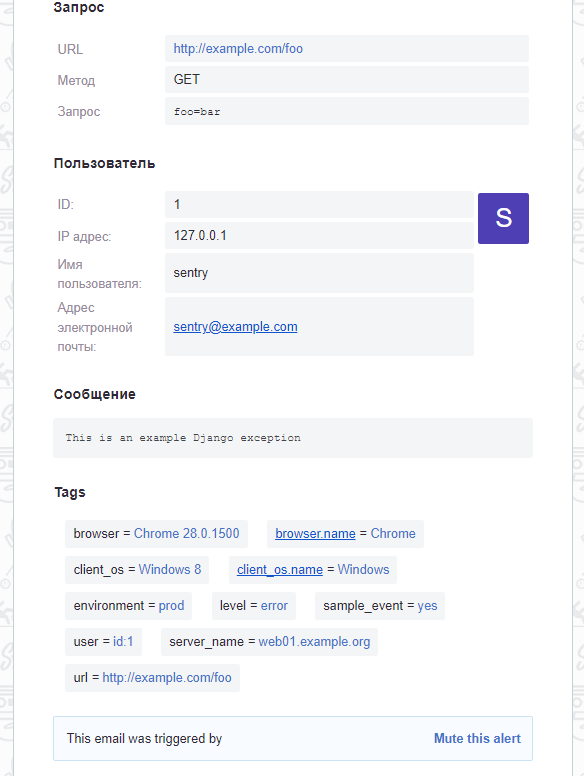 Запрос
URL http://example.com/foo
Метод GET
Запрос foo=bar
Пользователь
ID: 1
S
IP адрес: 127.0.0.1
Имя
пользователя:
sentry
Адрес
электронной
почты:
sentry@example.com
Сообщение
This is an example Django exception
Tags
browser = Chrome 28.0.1500 browser.name = Chrome
client_os = Windows 8 client_os.name = Windows
environment = prod level = error sample_event = yes
user = id:1 server_name = web01.example.org
url = http://example.com/foo
This email was triggered by Mute this alert